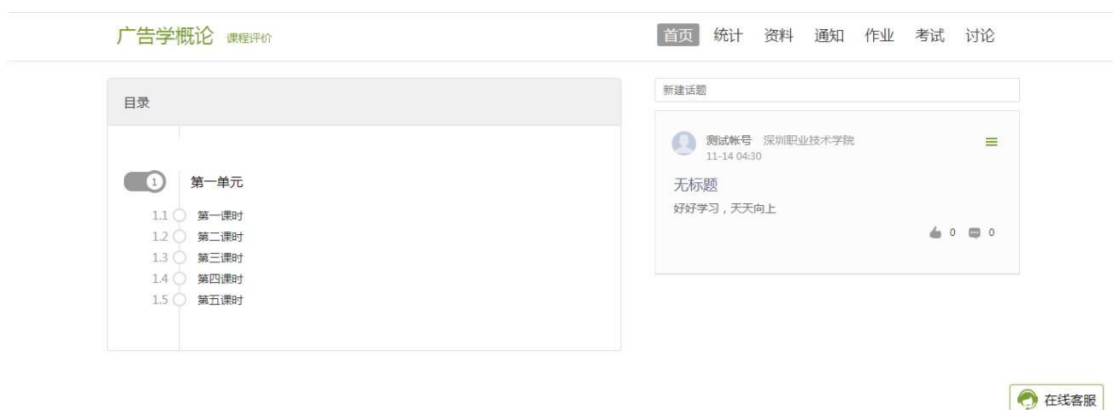 广告学概论 课程评价
首页 统计 资料 通知 作业 考试 讨论
目录
1 第一单元
1.1 第一课时
1.2 第二课时
1.3 第三课时
1.4 第四课时
1.5 第五课时
新建话题
测试帐号 深圳职业技术学院
11-14 04:30
无标题
好好学习，天天向上
0 0
在线客服